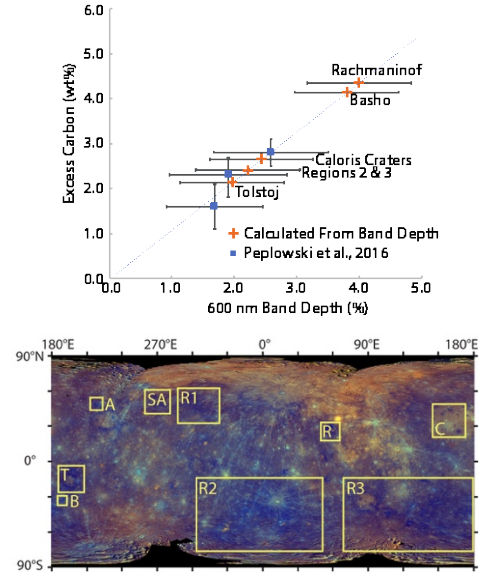 6.0
5.0
4.0
3.0
2.0
1.0
0.0
Excess Carbon (wt%)
Rachmaninof
Basho
Caloris Craters
Regions 2 & 3
Tolstoj
Calculated From Band Depth
Peplowski et al., 2016
0.0 1.0 2.0 3.0 4.0 5.0
600 nm Band Depth (%)
180°E 270°E 0° 90°E 180°E
90°N
A
SA
R1
R
C
0°
T
B
R2
R3
90°S